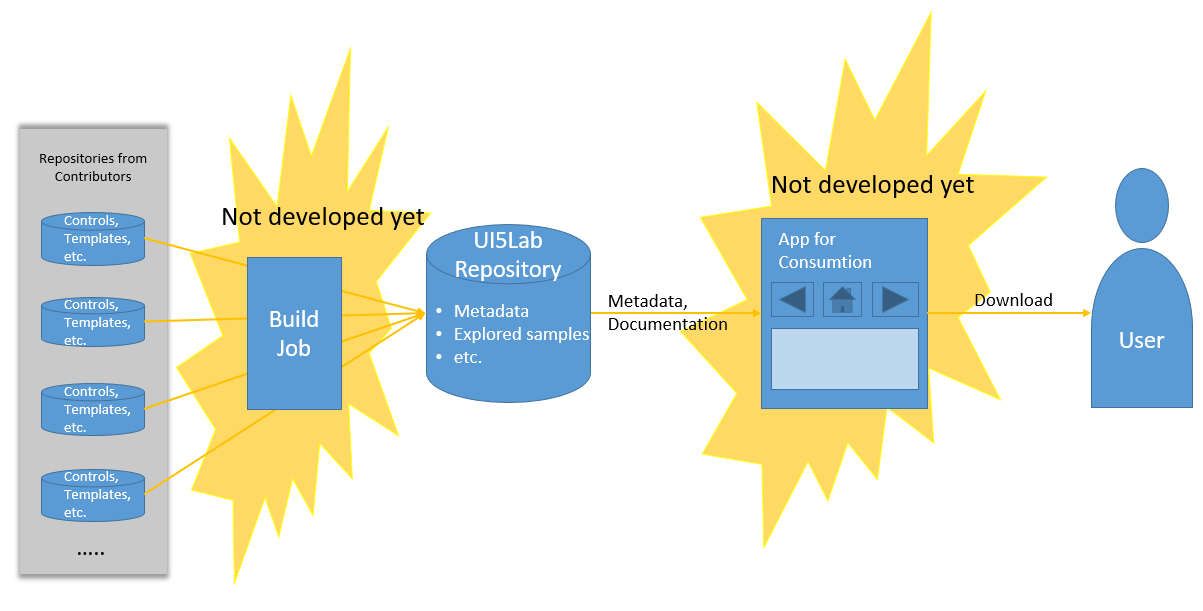 Repositories from
Contributors
Controls,
Templates,
etc.
Controls,
Templates,
etc.
Controls,
Templates,
etc.
Controls,
Templates,
etc.
.....
Not developed yet
Build
Job
UI5Lab
Repository
• Metadata
• Explored samples
• etc.
Metadata,
Documentation
Not developed yet
App for
Consumtion
Download
User